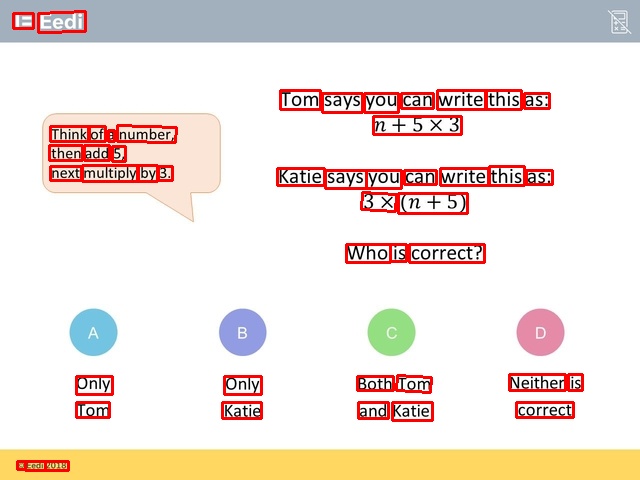 Eedi
Think of a number,
then add 5,
next multiply by 3.
Tom says you can write this as:
n + 5 × 3
Katie says you can write this as:
3 × (n + 5)
Who is correct?
A
Only
Tom
B
Only
Katie
C
Both Tom
and Katie
D
Neither is
correct
© Eedi 2018